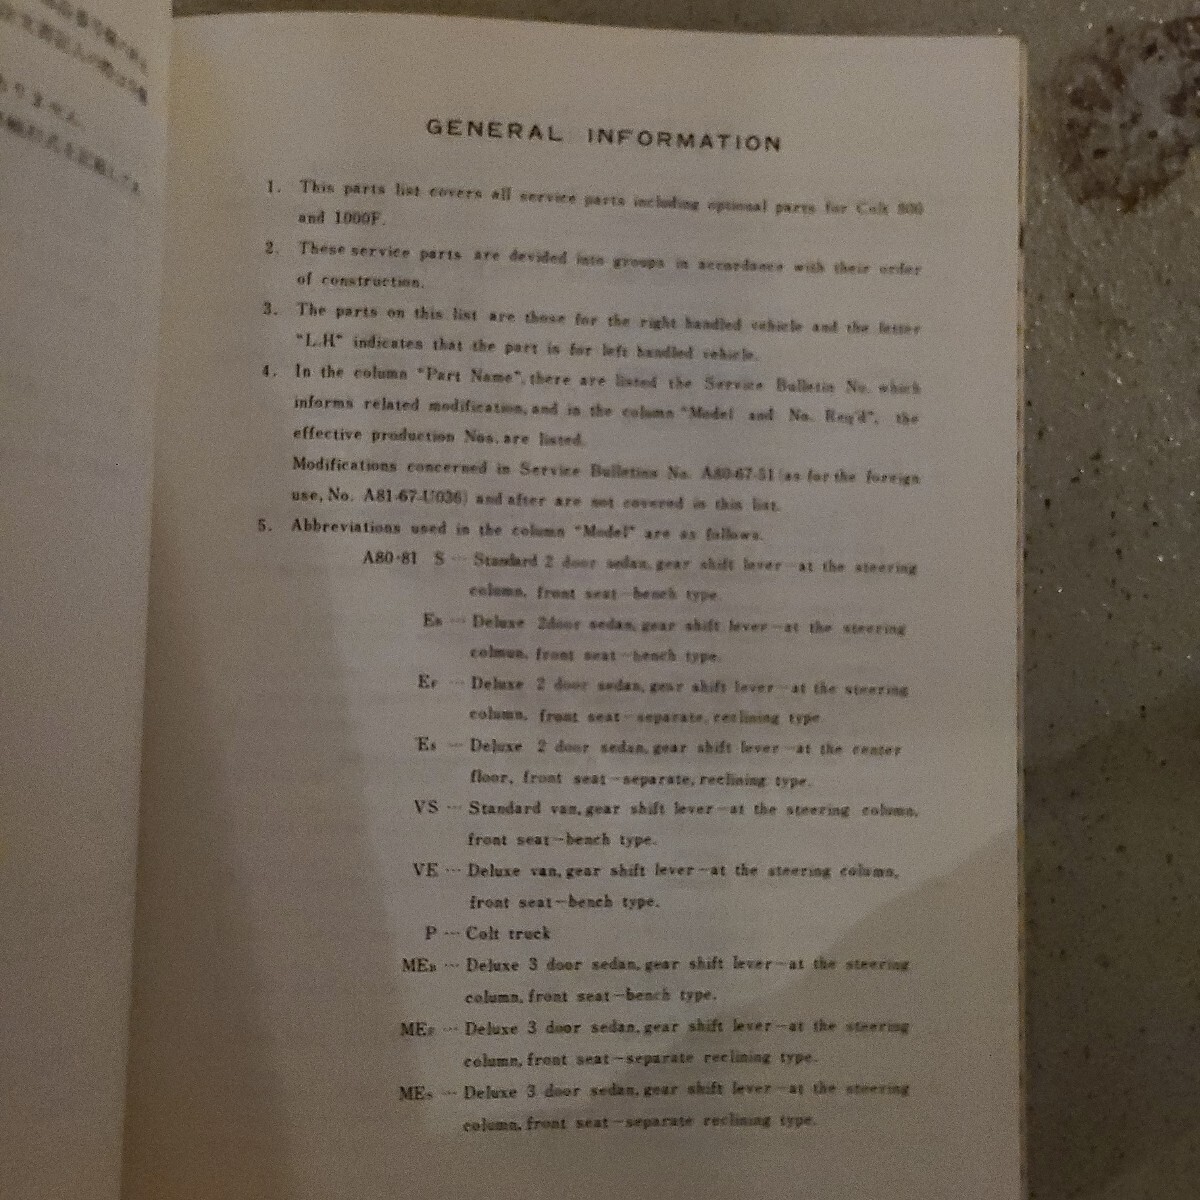 ありません。
GENERAL INFORMATION
1. This parts list covers all service parts including optional parts for Colt 800
and 1000F.
2. These service parts are devided into groups in accordance with their order
of construction.
3. The parts on this list are those for the right handled vehicle and the letter
"L.H" indicates that the part is for left handled vehicle.
4. In the column "Part Name", there are listed the Service Bulletin No. which
informs related modification, and in the column "Model and No. Req'd", the
effective production Nos. are listed.
Modifications concerned in Service Bulletins No. A80-67-51 (as for the foreign
use, No. A81-67-U036) and after are not covered in this list.
5. Abbreviations used in the column "Model" are as follows.
A80·81 S ··· Standard 2 door sedan, gear shift lever—at the steering
column, front seat—bench type.
EB ··· Deluxe 2door sedan, gear shift lever—at the steering
colmun, front seat—bench type.
EF ··· Deluxe 2 door sedan, gear shift lever—at the steering
column, front seat—separate, reclining type
ES ··· Deluxe 2 door sedan, gear shift lever—at the center
floor, front seat—separate, reclining type.
VS ··· Standard van, gear shift lever—at the steering column,
front seat—bench type.
VE ··· Deluxe van, gear shift lever—at the steering column,
front seat—bench type.
P ··· Colt truck
MEB ··· Deluxe 3 door sedan, gear shift lever—at the steering
column, front seat—bench type.
MEF ··· Deluxe 3 door sedan, gear shift lever—at the steering
column, front seat—separate reclining type.
MES ··· Deluxe 3 door sedan, gear shift lever—at the steering
column, front seat—separate reclining type.